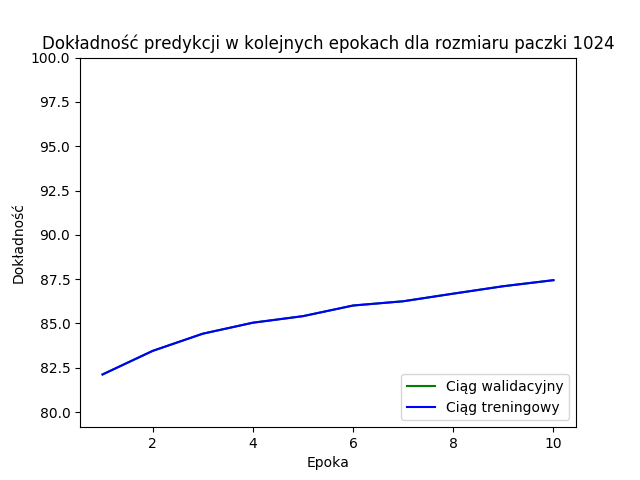 Dokładność predykcji w kolejnych epokach dla rozmiaru paczki 1024
100.0
97.5
95.0
92.5
90.0
87.5
85.0
82.5
80.0
Dokładność
Ciąg walidacyjny
Ciąg treningowy
2 4 6 8 10
Epoka